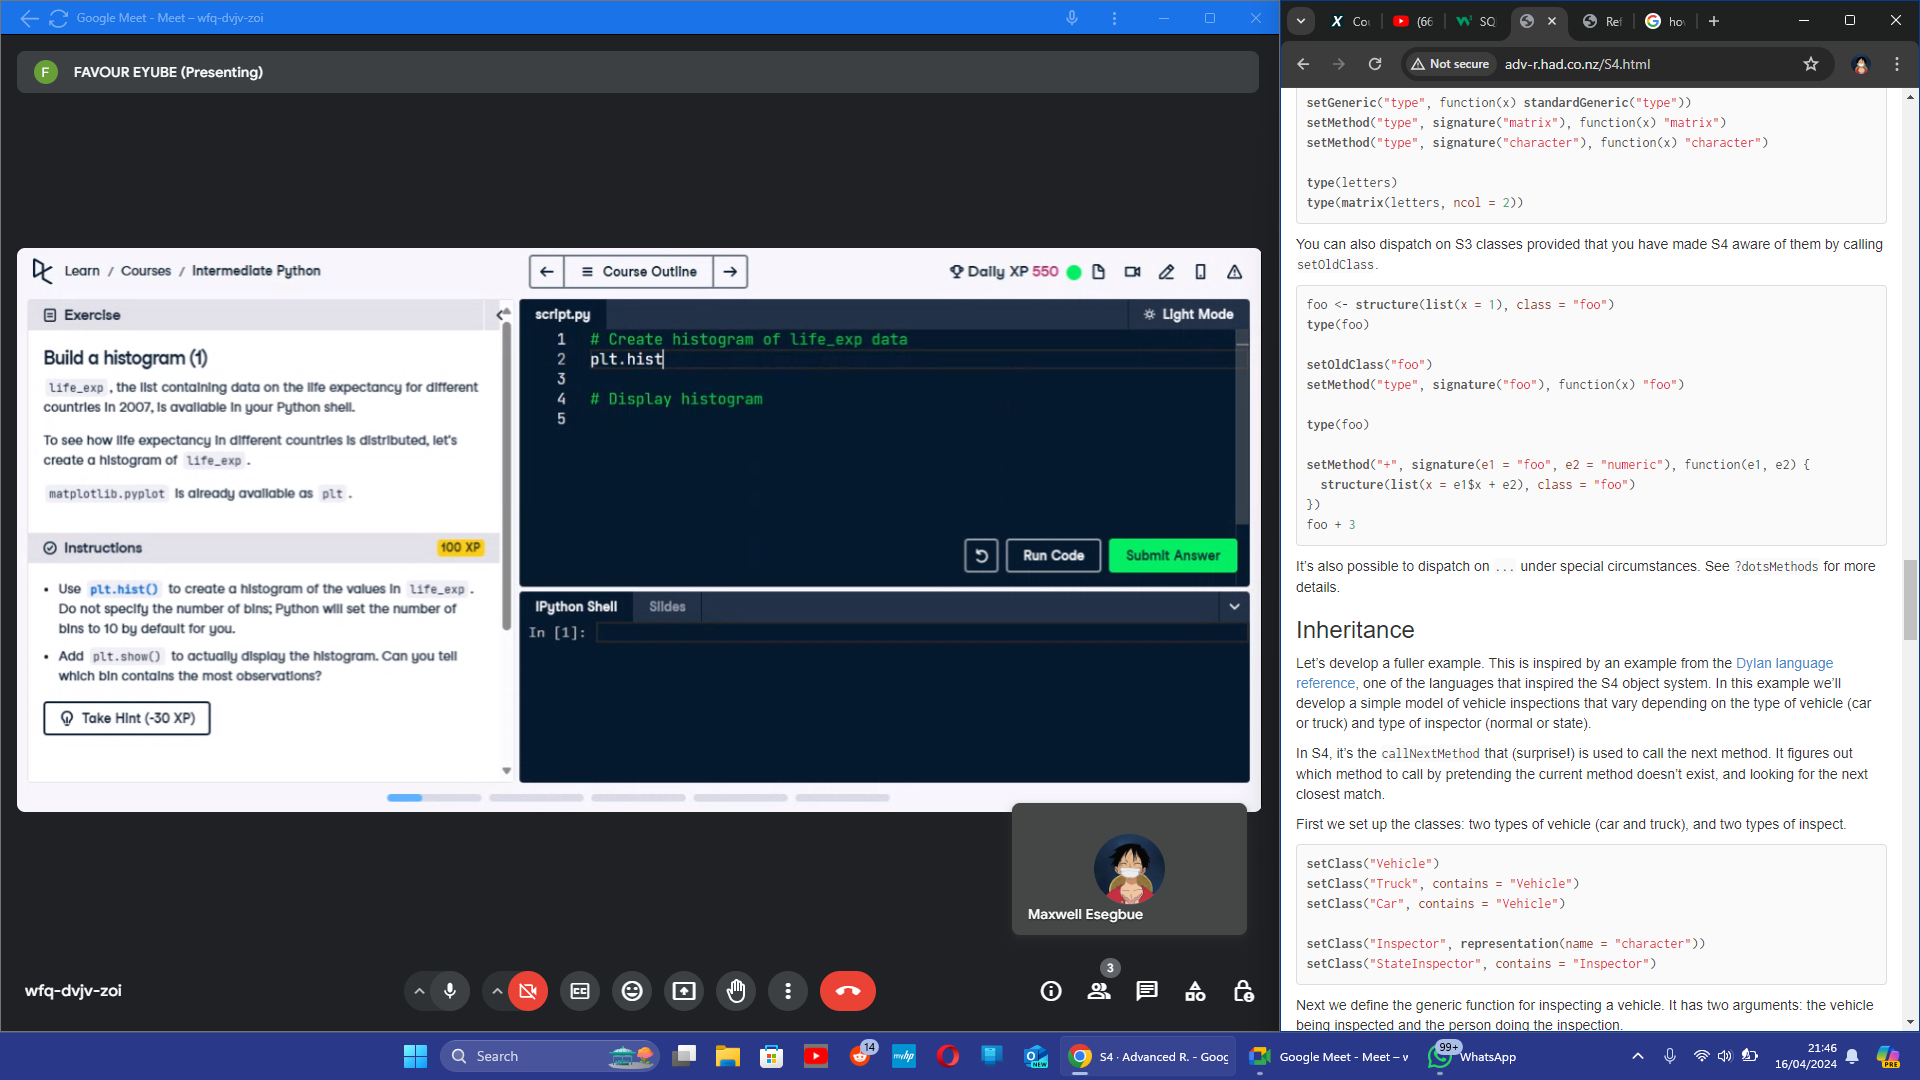 Google Meet - Meet – wfq-dvjv-zoi
F FAVOUR EYUBE (Presenting)
Learn / Courses / Intermediate Python
Course Outline
Daily XP 550
Exercise
Build a histogram (1)
life_exp , the list containing data on the life expectancy for different
countries in 2007, is available in your Python shell.
To see how life expectancy in different countries is distributed, let's
create a histogram of life_exp .
matplotlib.pyplot is already available as plt .
Instructions 100 XP
• Use plt.hist() to create a histogram of the values in life_exp .
Do not specify the number of bins; Python will set the number of
bins to 10 by default for you.
• Add plt.show() to actually display the histogram. Can you tell
which bin contains the most observations?
Take Hint (-30 XP)
script.py
Light Mode
1 # Create histogram of life_exp data
2 plt.hist
3
4 # Display histogram
5
Run Code
Submit Answer
IPython Shell
Slides
In [1]:
Maxwell Esegbue
wfq-dvjv-zoi
3
X Co
(66
SQ
Ref
ho
Not secure
adv-r.had.co.nz/S4.html
setGeneric("type", function(x) standardGeneric("type"))
setMethod("type", signature("matrix"), function(x) "matrix")
setMethod("type", signature("character"), function(x) "character")
type(letters)
type(matrix(letters, ncol = 2))
You can also dispatch on S3 classes provided that you have made S4 aware of them by calling
setOldClass.
foo <- structure(list(x = 1), class = "foo")
type(foo)
setOldClass("foo")
setMethod("type", signature("foo"), function(x) "foo")
type(foo)
setMethod("+", signature(e1 = "foo", e2 = "numeric"), function(e1, e2) {
structure(list(x = e1$x + e2), class = "foo")
})
foo + 3
It's also possible to dispatch on ... under special circumstances. See ?dotsMethods for more
details.
Inheritance
Let's develop a fuller example. This is inspired by an example from the Dylan language
reference, one of the languages that inspired the S4 object system. In this example we'll
develop a simple model of vehicle inspections that vary depending on the type of vehicle (car
or truck) and type of inspector (normal or state).
In S4, it's the callNextMethod that (surprise!) is used to call the next method. It figures out
which method to call by pretending the current method doesn't exist, and looking for the next
closest match.
First we set up the classes: two types of vehicle (car and truck), and two types of inspect.
setClass("Vehicle")
setClass("Truck", contains = "Vehicle")
setClass("Car", contains = "Vehicle")
setClass("Inspector", representation(name = "character"))
setClass("StateInspector", contains = "Inspector")
Next we define the generic function for inspecting a vehicle. It has two arguments: the vehicle
being inspected and the person doing the inspection.
Search
14
myhp
NEW
S4 · Advanced R. - Goog
Google Meet - Meet – w
99+
WhatsApp
21:46
16/04/2024
PRE